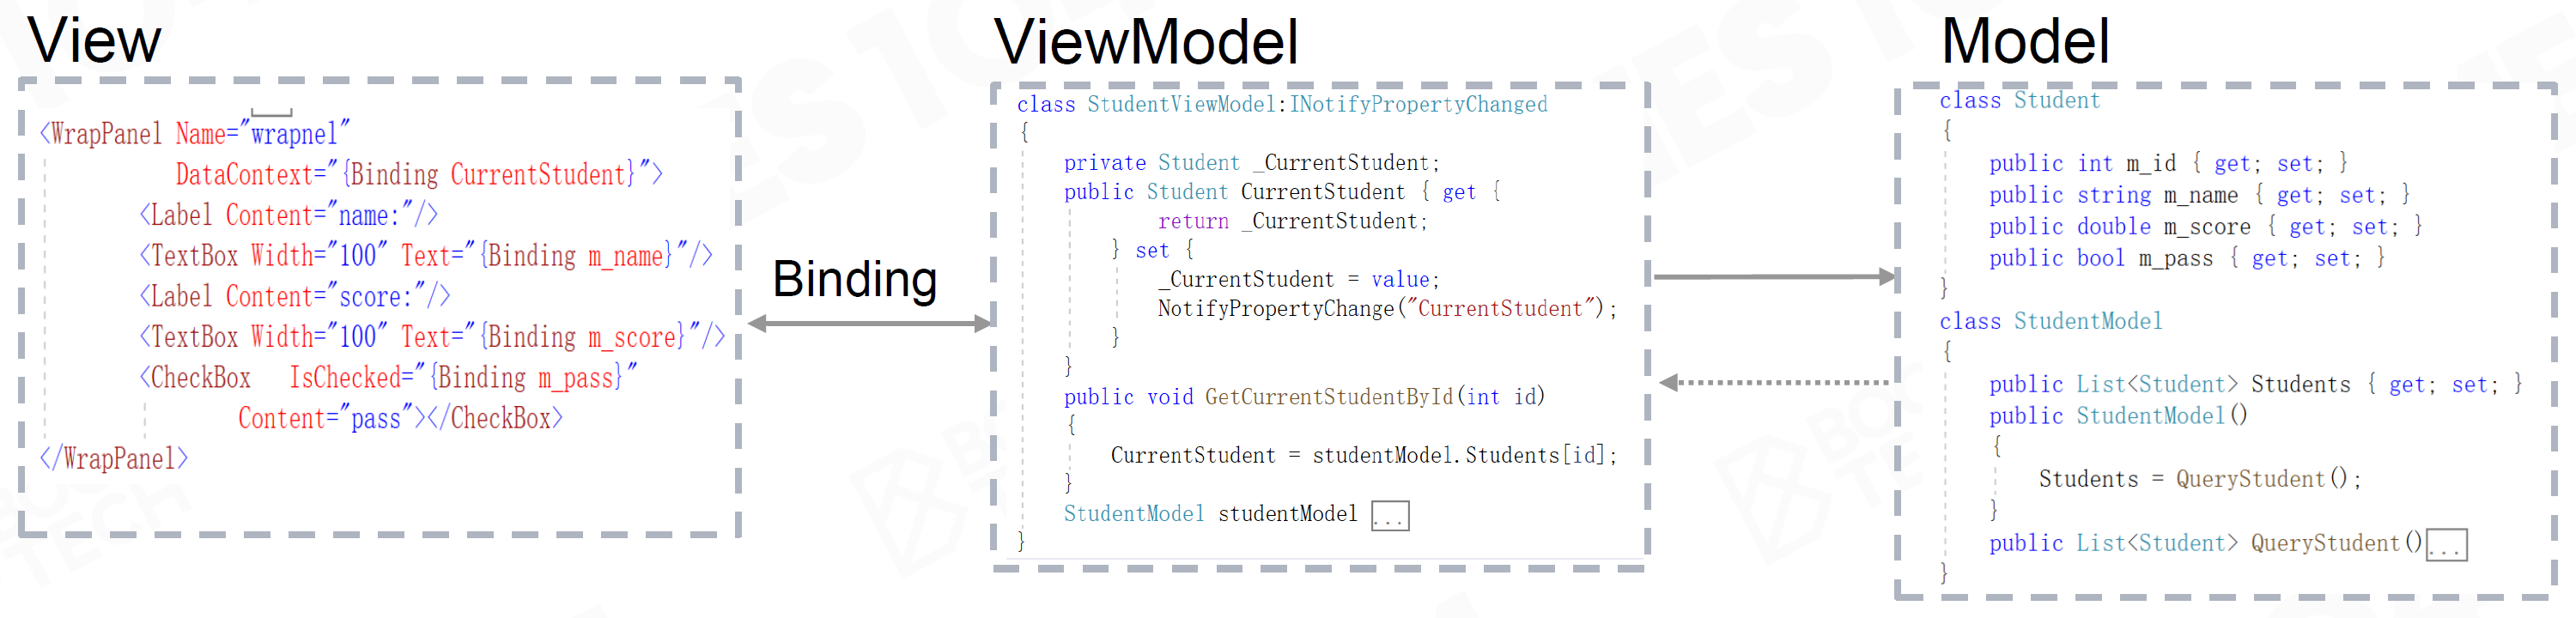 View
<WrapPanel Name="wrapnel"
DataContext="{Binding CurrentStudent}">
<Label Content="name:"/>
<TextBox Width="100" Text="{Binding m_name}"/>
<Label Content="score:"/>
<TextBox Width="100" Text="{Binding m_score}"/>
<CheckBox IsChecked="{Binding m_pass}"
Content="pass"></CheckBox>
</WrapPanel>
Binding
ViewModel
class StudentViewModel:INotifyPropertyChanged
{
private Student _CurrentStudent;
public Student CurrentStudent { get {
return _CurrentStudent;
} set {
_CurrentStudent = value;
NotifyPropertyChange("CurrentStudent");
}
}
public void GetCurrentStudentById(int id)
{
CurrentStudent = studentModel.Students[id];
}
StudentModel studentModel ...
}
Model
class Student
{
public int m_id { get; set; }
public string m_name { get; set; }
public double m_score { get; set; }
public bool m_pass { get; set; }
}
class StudentModel
{
public List<Student> Students { get; set; }
public StudentModel()
{
Students = QueryStudent();
}
public List<Student> QueryStudent()...
}